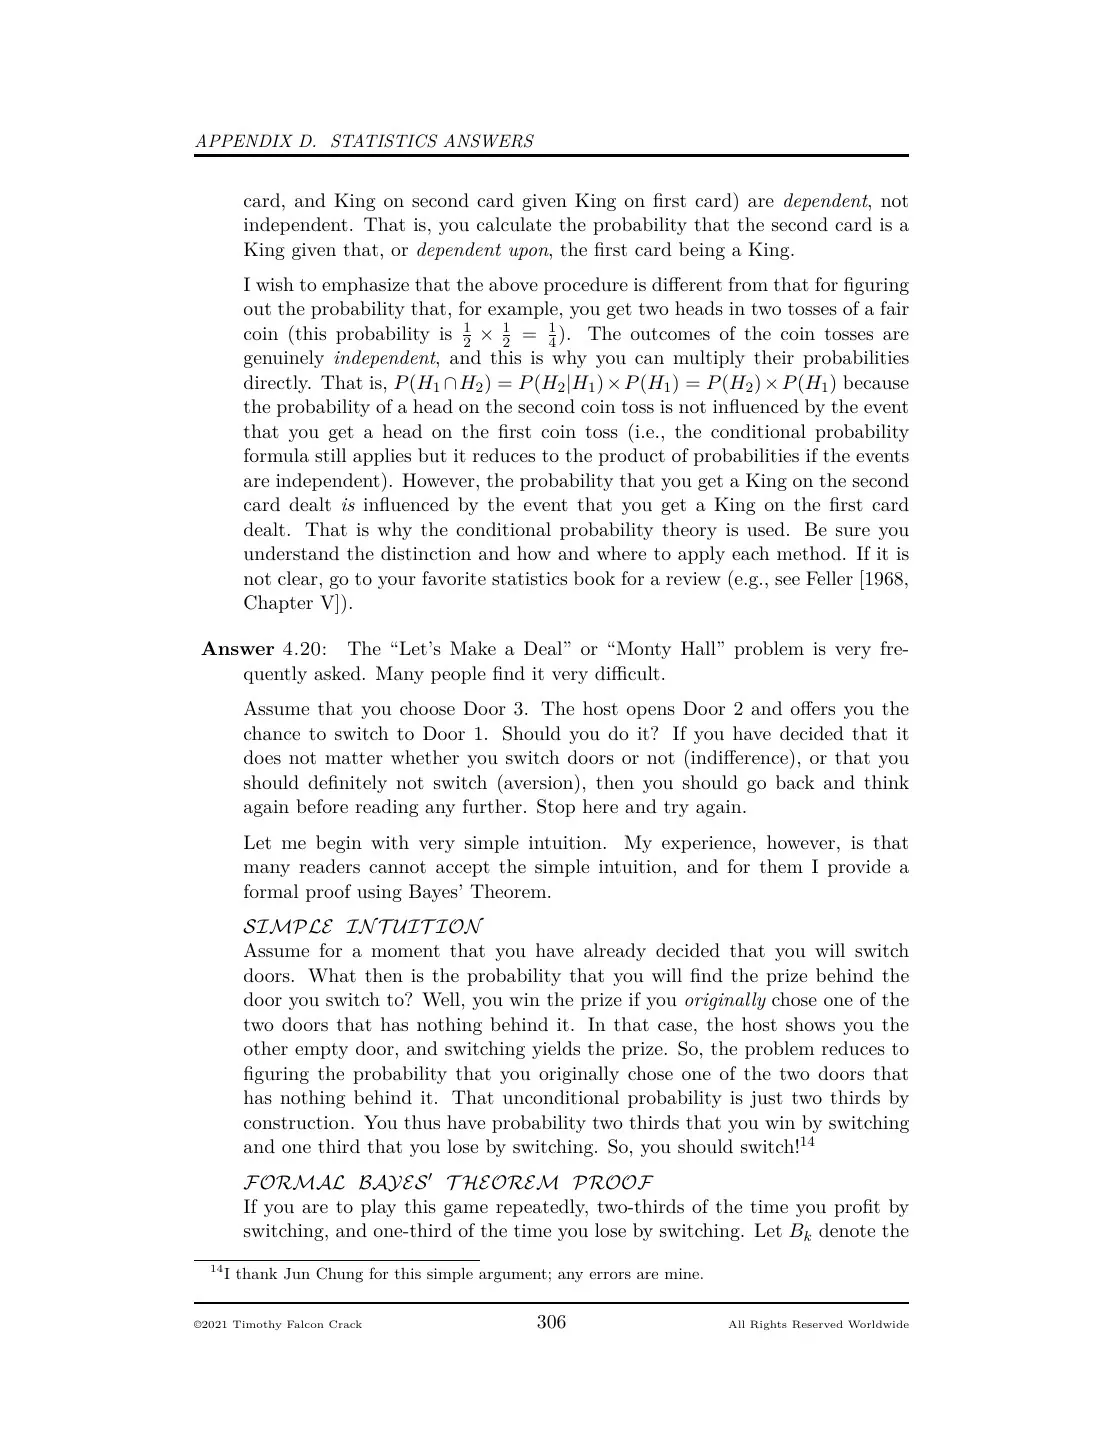 APPENDIX D. STATISTICS ANSWERS
card, and King on second card given King on first card) are dependent, not
independent. That is, you calculate the probability that the second card is a
King given that, or dependent upon, the first card being a King.
I wish to emphasize that the above procedure is different from that for figuring
out the probability that, for example, you get two heads in two tosses of a fair
coin (this probability is 1/2 × 1/2 = 1/4). The outcomes of the coin tosses are
genuinely independent, and this is why you can multiply their probabilities
directly. That is, P(H₁∩H₂) = P(H₂|H₁)×P(H₁) = P(H₂)×P(H₁) because
the probability of a head on the second coin toss is not influenced by the event
that you get a head on the first coin toss (i.e., the conditional probability
formula still applies but it reduces to the product of probabilities if the events
are independent). However, the probability that you get a King on the second
card dealt is influenced by the event that you get a King on the first card
dealt. That is why the conditional probability theory is used. Be sure you
understand the distinction and how and where to apply each method. If it is
not clear, go to your favorite statistics book for a review (e.g., see Feller [1968,
Chapter V]).
Answer 4.20: The “Let’s Make a Deal” or “Monty Hall” problem is very fre-
quently asked. Many people find it very difficult.
Assume that you choose Door 3. The host opens Door 2 and offers you the
chance to switch to Door 1. Should you do it? If you have decided that it
does not matter whether you switch doors or not (indifference), or that you
should definitely not switch (aversion), then you should go back and think
again before reading any further. Stop here and try again.
Let me begin with very simple intuition. My experience, however, is that
many readers cannot accept the simple intuition, and for them I provide a
formal proof using Bayes’ Theorem.
SIMPLE INTUITION
Assume for a moment that you have already decided that you will switch
doors. What then is the probability that you will find the prize behind the
door you switch to? Well, you win the prize if you originally chose one of the
two doors that has nothing behind it. In that case, the host shows you the
other empty door, and switching yields the prize. So, the problem reduces to
figuring the probability that you originally chose one of the two doors that
has nothing behind it. That unconditional probability is just two thirds by
construction. You thus have probability two thirds that you win by switching
and one third that you lose by switching. So, you should switch!¹⁴
FORMAL BAYES′ THEOREM PROOF
If you are to play this game repeatedly, two-thirds of the time you profit by
switching, and one-third of the time you lose by switching. Let Bₖ denote the
¹⁴I thank Jun Chung for this simple argument; any errors are mine.
©2021 Timothy Falcon Crack 306 All Rights Reserved Worldwide